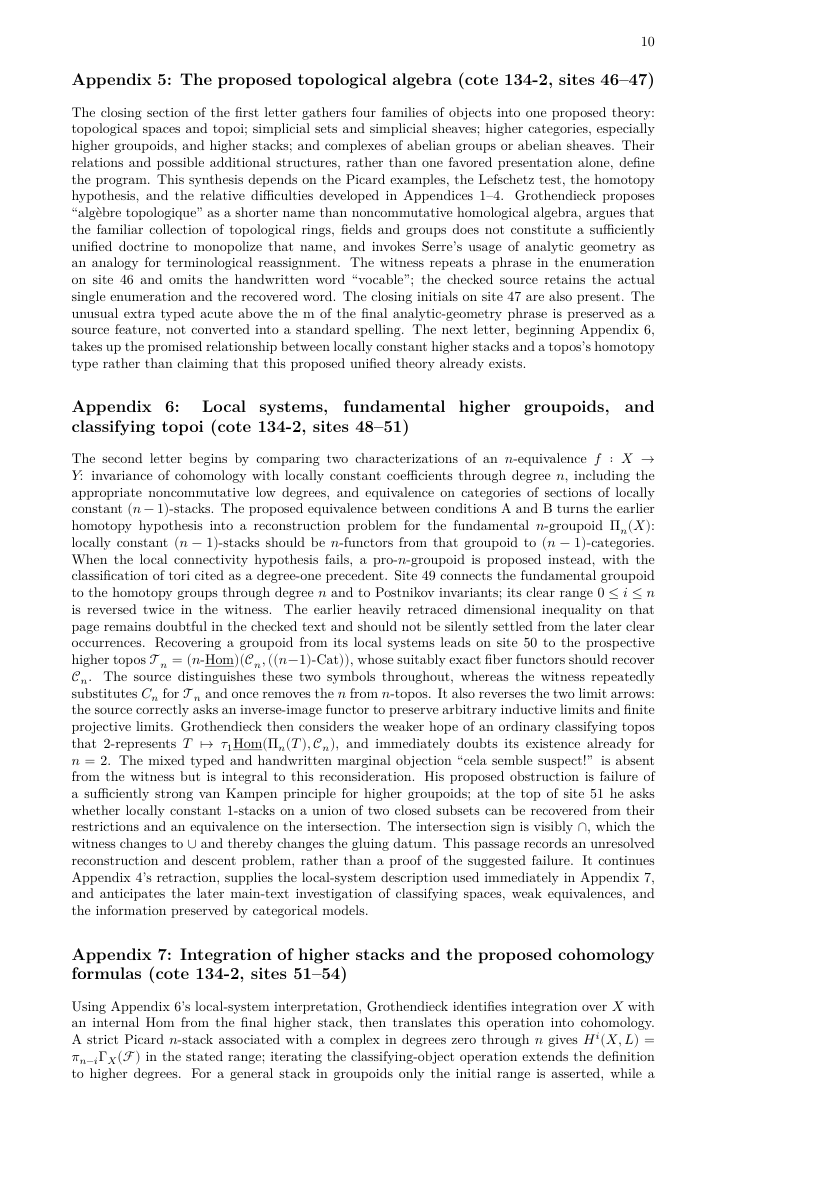 10
Appendix 5: The proposed topological algebra (cote 134-2, sites 46–47)
The closing section of the first letter gathers four families of objects into one proposed theory:
topological spaces and topoi; simplicial sets and simplicial sheaves; higher categories, especially
higher groupoids, and higher stacks; and complexes of abelian groups or abelian sheaves. Their
relations and possible additional structures, rather than one favored presentation alone, define
the program. This synthesis depends on the Picard examples, the Lefschetz test, the homotopy
hypothesis, and the relative difficulties developed in Appendices 1–4. Grothendieck proposes
“algèbre topologique” as a shorter name than noncommutative homological algebra, argues that
the familiar collection of topological rings, fields and groups does not constitute a sufficiently
unified doctrine to monopolize that name, and invokes Serre’s usage of analytic geometry as
an analogy for terminological reassignment. The witness repeats a phrase in the enumeration
on site 46 and omits the handwritten word “vocable”; the checked source retains the actual
single enumeration and the recovered word. The closing initials on site 47 are also present. The
unusual extra typed acute above the m of the final analytic-geometry phrase is preserved as a
source feature, not converted into a standard spelling. The next letter, beginning Appendix 6,
takes up the promised relationship between locally constant higher stacks and a topos’s homotopy
type rather than claiming that this proposed unified theory already exists.
Appendix 6: Local systems, fundamental higher groupoids, and
classifying topoi (cote 134-2, sites 48–51)
The second letter begins by comparing two characterizations of an n-equivalence f : X →
Y: invariance of cohomology with locally constant coefficients through degree n, including the
appropriate noncommutative low degrees, and equivalence on categories of sections of locally
constant (n − 1)-stacks. The proposed equivalence between conditions A and B turns the earlier
homotopy hypothesis into a reconstruction problem for the fundamental n-groupoid Πₙ(X):
locally constant (n − 1)-stacks should be n-functors from that groupoid to (n − 1)-categories.
When the local connectivity hypothesis fails, a pro-n-groupoid is proposed instead, with the
classification of tori cited as a degree-one precedent. Site 49 connects the fundamental groupoid
to the homotopy groups through degree n and to Postnikov invariants; its clear range 0 ≤ i ≤ n
is reversed twice in the witness. The earlier heavily retraced dimensional inequality on that
page remains doubtful in the checked text and should not be silently settled from the later clear
occurrences. Recovering a groupoid from its local systems leads on site 50 to the prospective
higher topos 𝒯ₙ = (n-Hom)(𝒞ₙ, ((n−1)-Cat)), whose suitably exact fiber functors should recover
𝒞ₙ. The source distinguishes these two symbols throughout, whereas the witness repeatedly
substitutes Cₙ for 𝒯ₙ and once removes the n from n-topos. It also reverses the two limit arrows:
the source correctly asks an inverse-image functor to preserve arbitrary inductive limits and finite
projective limits. Grothendieck then considers the weaker hope of an ordinary classifying topos
that 2-represents T ↦ τ₁Hom(Πₙ(T), 𝒞ₙ), and immediately doubts its existence already for
n = 2. The mixed typed and handwritten marginal objection “cela semble suspect!” is absent
from the witness but is integral to this reconsideration. His proposed obstruction is failure of
a sufficiently strong van Kampen principle for higher groupoids; at the top of site 51 he asks
whether locally constant 1-stacks on a union of two closed subsets can be recovered from their
restrictions and an equivalence on the intersection. The intersection sign is visibly ∩, which the
witness changes to ∪ and thereby changes the gluing datum. This passage records an unresolved
reconstruction and descent problem, rather than a proof of the suggested failure. It continues
Appendix 4’s retraction, supplies the local-system description used immediately in Appendix 7,
and anticipates the later main-text investigation of classifying spaces, weak equivalences, and
the information preserved by categorical models.
Appendix 7: Integration of higher stacks and the proposed cohomology
formulas (cote 134-2, sites 51–54)
Using Appendix 6’s local-system interpretation, Grothendieck identifies integration over X with
an internal Hom from the final higher stack, then translates this operation into cohomology.
A strict Picard n-stack associated with a complex in degrees zero through n gives Hⁱ(X, L) =
πₙ₋ᵢΓ_X(ℱ) in the stated range; iterating the classifying-object operation extends the definition
to higher degrees. For a general stack in groupoids only the initial range is asserted, while a